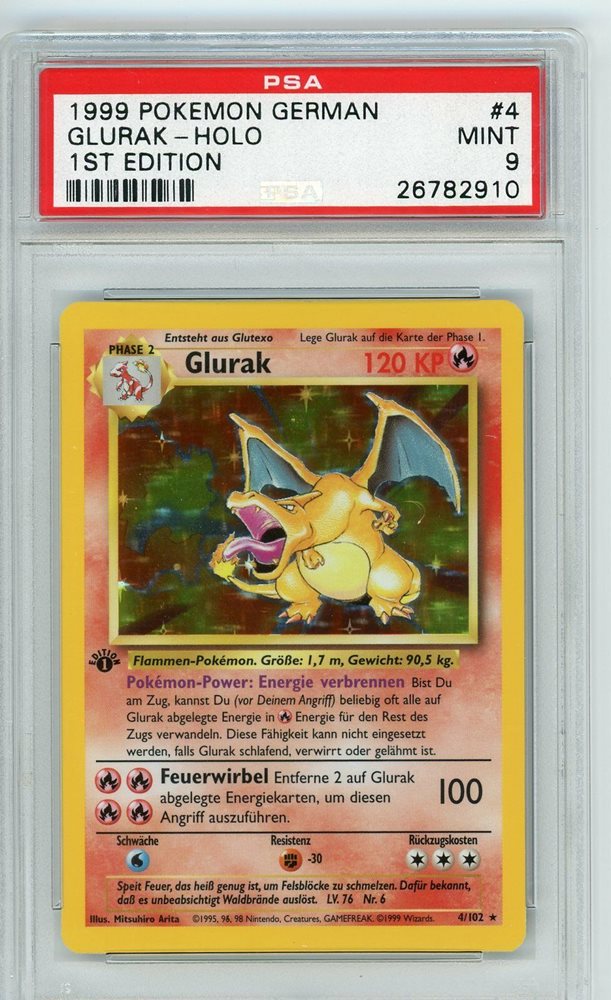 PSA
1999 POKEMON GERMAN #4
GLURAK – HOLO MINT
1ST EDITION 9
PSA 26782910
Entsteht aus Glutexo Lege Glurak auf die Karte der Phase 1.
PHASE 2
Glurak 120 KP
EDITION
1
Flammen-Pokémon. Größe: 1,7 m, Gewicht: 90,5 kg.
Pokémon-Power: Energie verbrennen Bist Du
am Zug, kannst Du (vor Deinem Angriff) beliebig oft alle auf
Glurak abgelegte Energie in Energie für den Rest des
Zugs verwandeln. Diese Fähigkeit kann nicht eingesetzt
werden, falls Glurak schlafend, verwirrt oder gelähmt ist.
Feuerwirbel Entferne 2 auf Glurak
abgelegte Energiekarten, um diesen 100
Angriff auszuführen.
Schwäche Resistenz Rückzugskosten
-30
Speit Feuer, das heiß genug ist, um Felsblöcke zu schmelzen. Dafür bekannt,
daß es unbeabsichtigt Waldbrände auslöst. LV. 76 Nr. 6
Illus. Mitsuhiro Arita ©1995, 96, 98 Nintendo, Creatures, GAMEFREAK. ©1999 Wizards. 4/102 ★